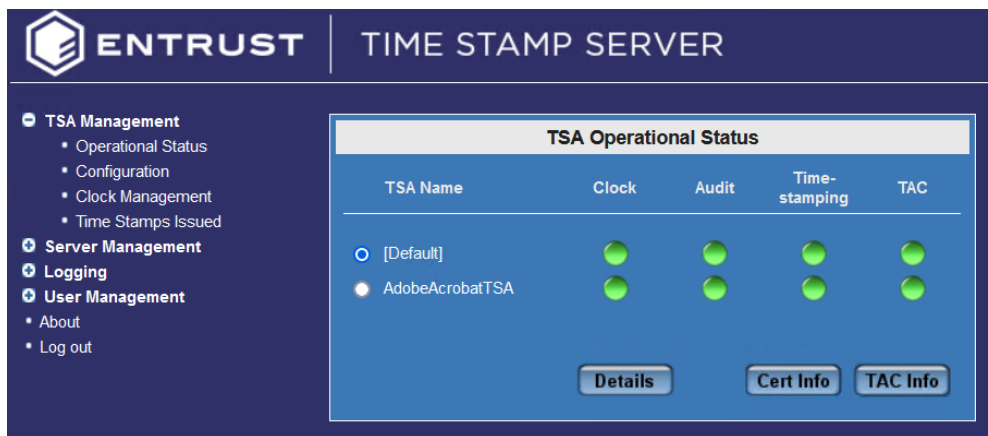 ENTRUST TIME STAMP SERVER
TSA Management
Operational Status
Configuration
Clock Management
Time Stamps Issued
Server Management
Logging
User Management
About
Log out
TSA Operational Status
TSA Name Clock Audit Time-stamping TAC
[Default]
AdobeAcrobatTSA
Details Cert Info TAC Info